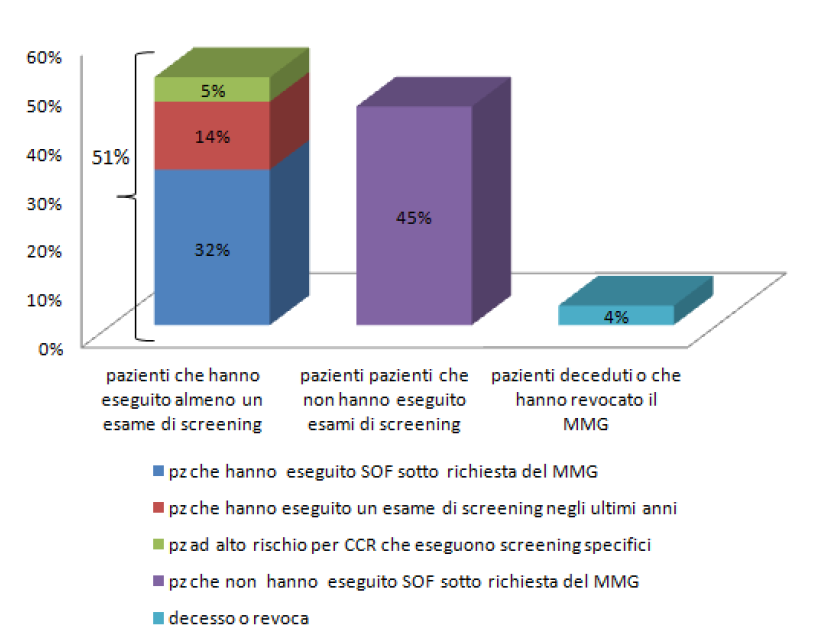 60%
50%
40%
30%
20%
10%
0%
51%
5%
14%
32%
45%
4%
pazienti che hanno
eseguito almeno un
esame di screening
pazienti pazienti che
non hanno eseguito
esami di screening
pazienti deceduti o che
hanno revocato il
MMG
pz che hanno eseguito SOF sotto richiesta del MMG
pz che hanno eseguito un esame di screening negli ultimi anni
pz ad alto rischio per CCR che eseguono screening specifici
pz che non hanno eseguito SOF sotto richiesta del MMG
decesso o revoca